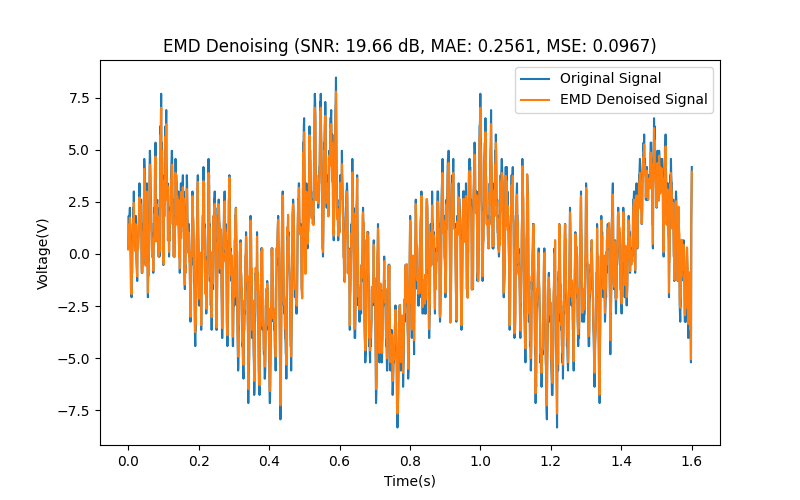 EMD Denoising (SNR: 19.66 dB, MAE: 0.2561, MSE: 0.0967)
Original Signal
EMD Denoised Signal
7.5
5.0
2.5
0.0
−2.5
−5.0
−7.5
Voltage(V)
0.0 0.2 0.4 0.6 0.8 1.0 1.2 1.4 1.6
Time(s)